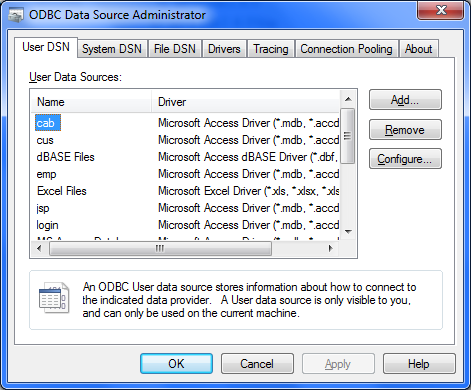 ODBC Data Source Administrator
User DSN System DSN File DSN Drivers Tracing Connection Pooling About
User Data Sources:
Name Driver
cab Microsoft Access Driver (*.mdb, *.accd
cus Microsoft Access Driver (*.mdb, *.accd
dBASE Files Microsoft Access dBASE Driver (*.dbf,
emp Microsoft Access Driver (*.mdb, *.accd
Excel Files Microsoft Excel Driver (*.xls, *.xlsx, *.xls
jsp Microsoft Access Driver (*.mdb, *.accd
login Microsoft Access Driver (*.mdb, *.accd
Add...
Remove
Configure...
An ODBC User data source stores information about how to connect to
the indicated data provider. A User data source is only visible to you,
and can only be used on the current machine.
OK Cancel Apply Help